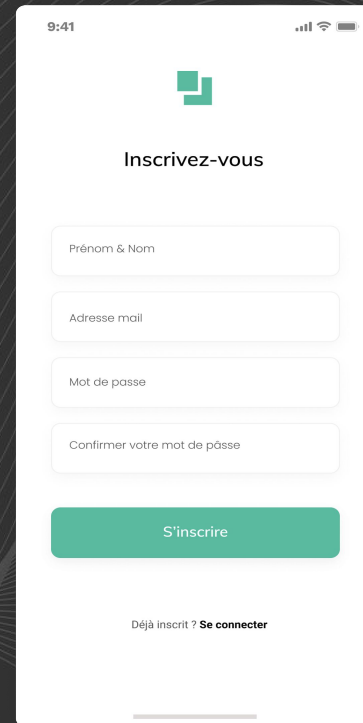 9:41
Inscrivez-vous
Prénom & Nom
Adresse mail
Mot de passe
Confirmer votre mot de pâsse
S'inscrire
Déjà inscrit ? Se connecter